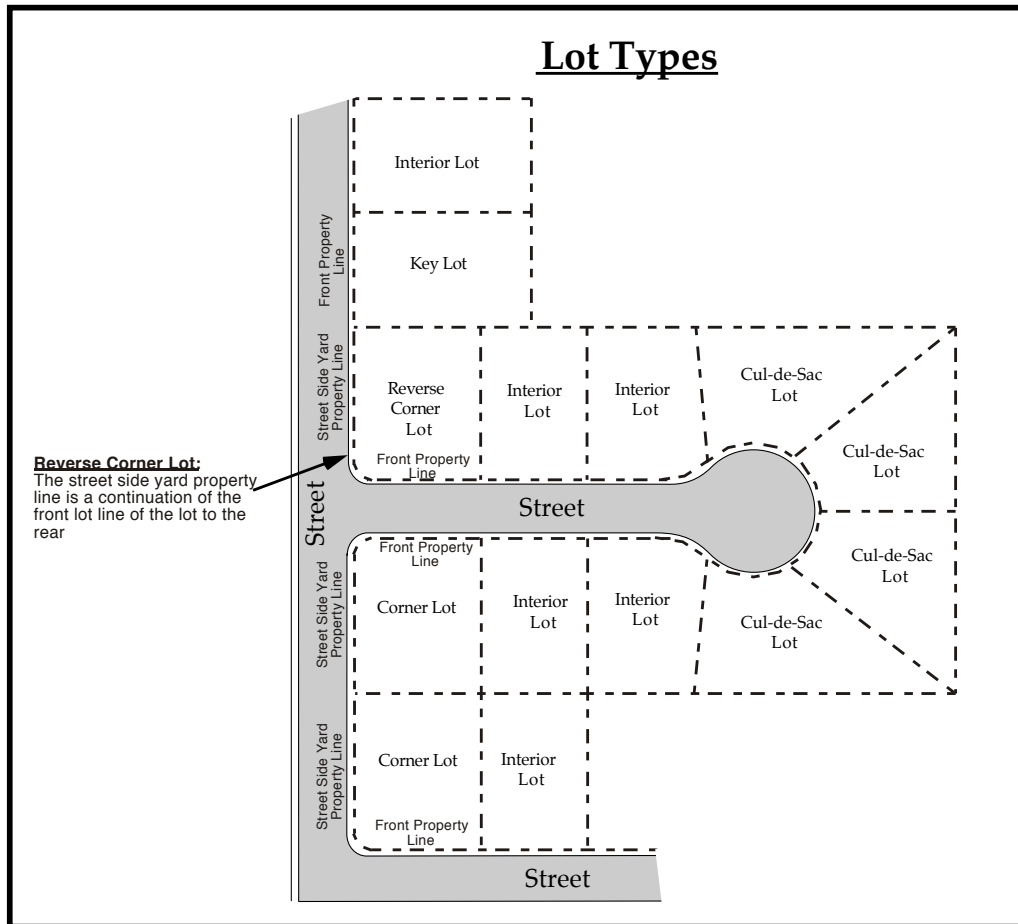 Lot Types
Interior Lot
Front Property
Line
Key Lot
Street Side Yard
Property Line
Reverse
Corner
Lot
Interior
Lot
Interior
Lot
Cul-de-Sac
Lot
Front Property
Line
Cul-de-Sac
Lot
Reverse Corner Lot:
The street side yard property
line is a continuation of the
front lot line of the lot to the
rear
Street
Street
Front Property
Line
Street Side Yard
Property Line
Corner Lot
Interior
Lot
Interior
Lot
Cul-de-Sac
Lot
Cul-de-Sac
Lot
Street Side Yard
Property Line
Corner Lot
Interior
Lot
Front Property
Line
Street